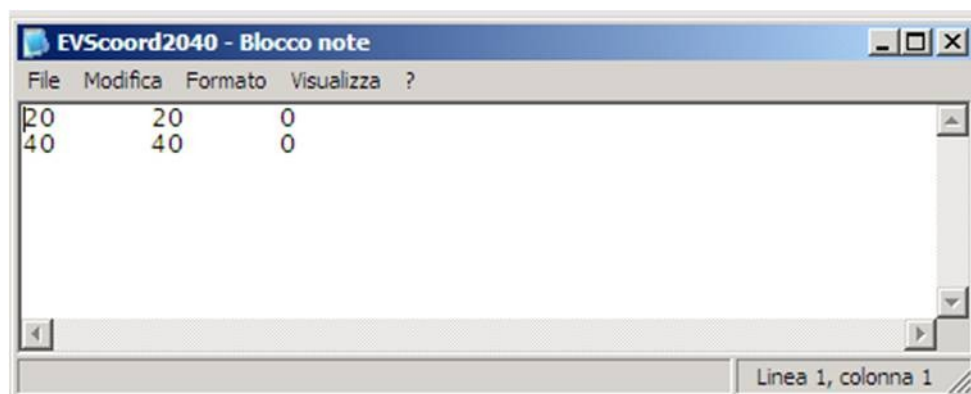 EVScoord2040 - Blocco note
File Modifica Formato Visualizza ?
20 20 0
40 40 0
Linea 1, colonna 1